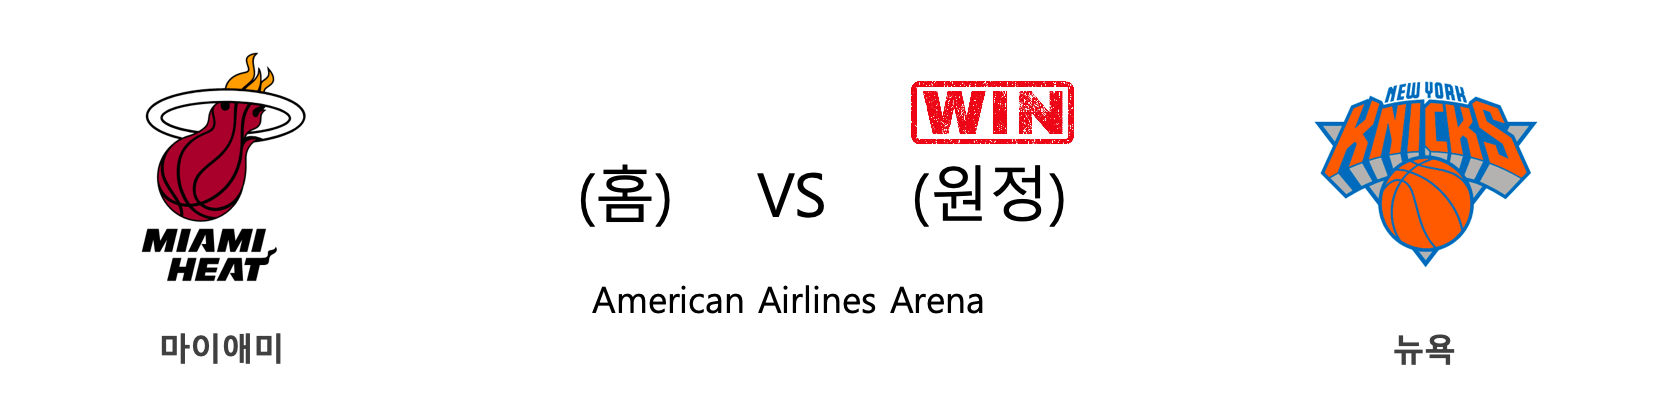 WIN
NEW YORK
KNICKS
(홈) VS (원정)
MIAMI
HEAT
American Airlines Arena
마이애미
뉴욕